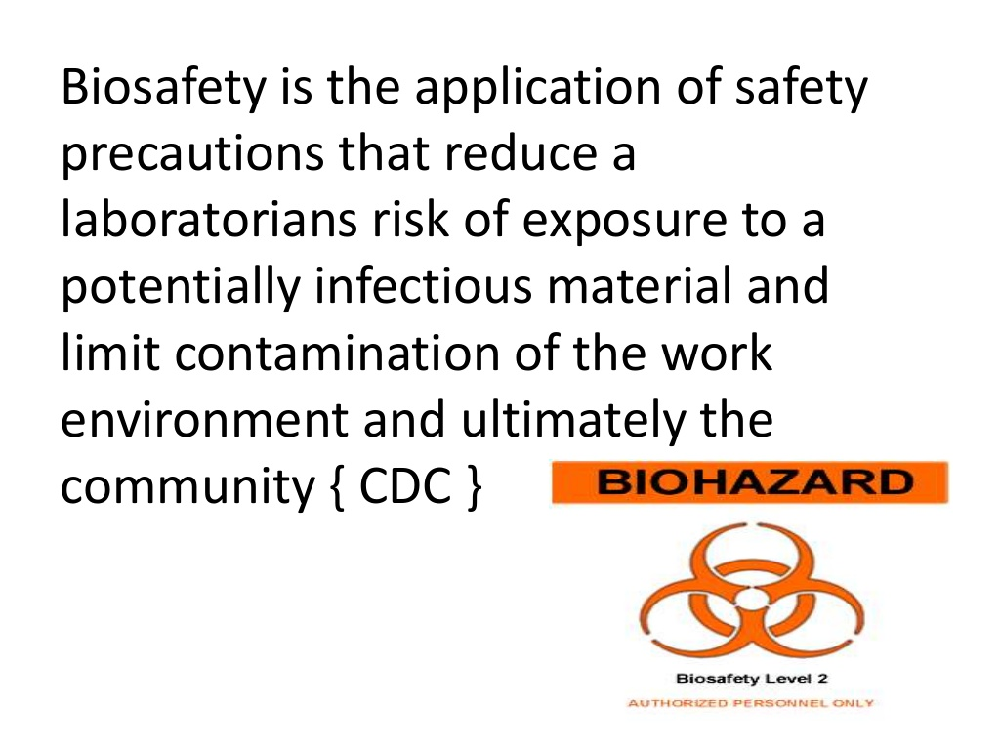 Biosafety is the application of safety
precautions that reduce a
laboratorians risk of exposure to a
potentially infectious material and
limit contamination of the work
environment and ultimately the
community { CDC }
BIOHAZARD
Biosafety Level 2
AUTHORIZED PERSONNEL ONLY